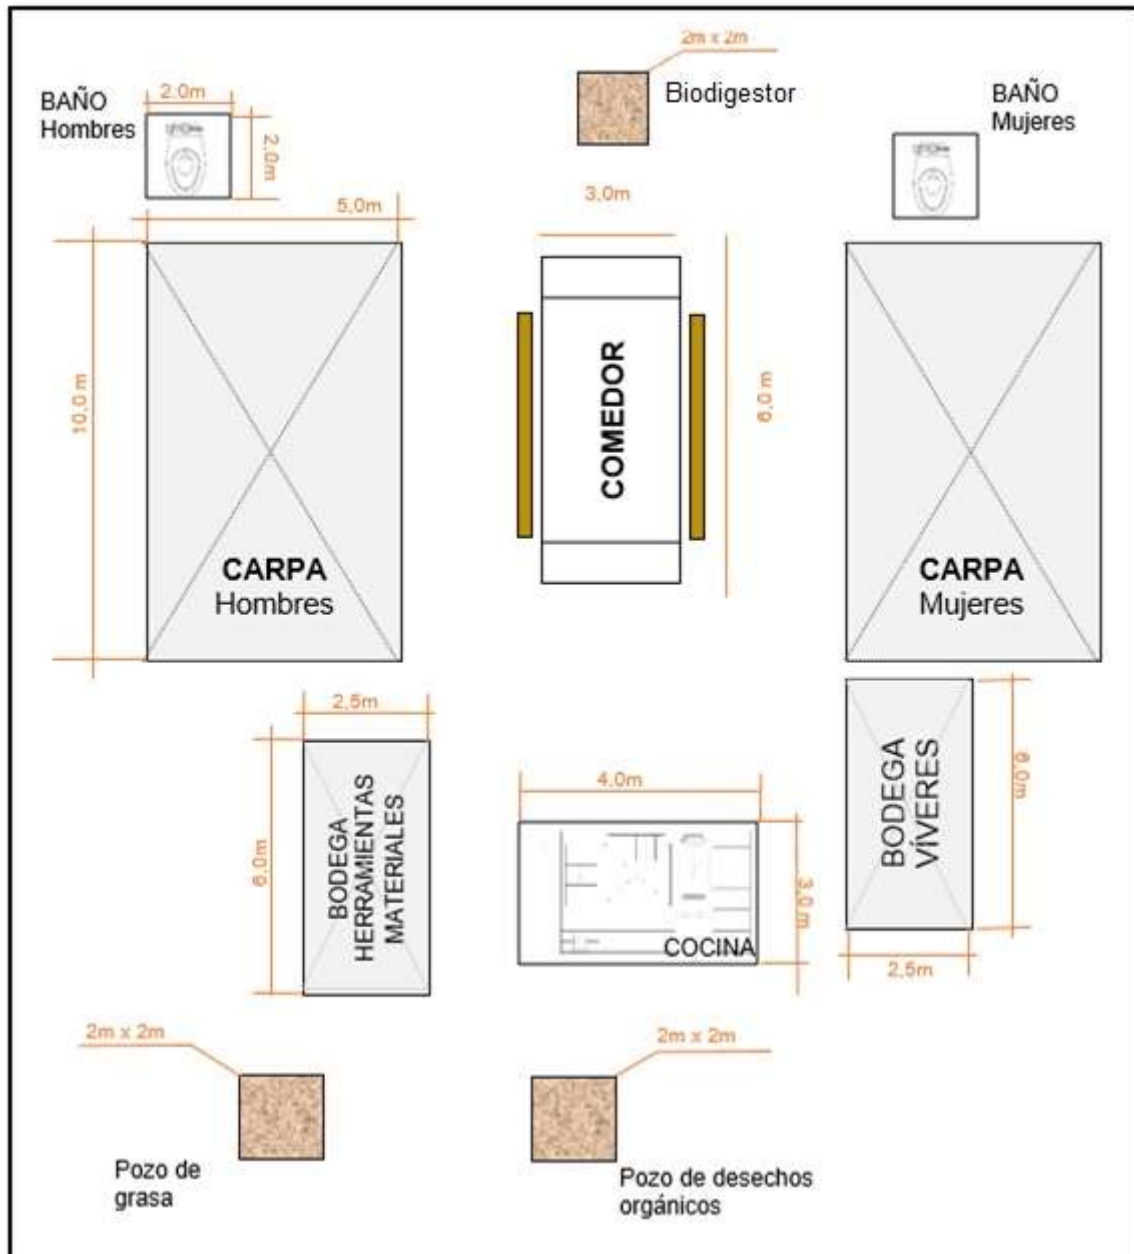 2m x 2m
Biodigestor
BAÑO
Hombres
2.0m
2.0m
BAÑO
Mujeres
3.0m
5.0m
10.0 m
CARPA
Hombres
COMEDOR
6.0 m
CARPA
Mujeres
2,5m
6.0m
BODEGA
HERRAMIENTAS
MATERIALES
4.0m
3.0m
COCINA
BODEGA
VÍVERES
6.0m
2,5m
2m x 2m
Pozo de
grasa
2m x 2m
Pozo de desechos
orgánicos